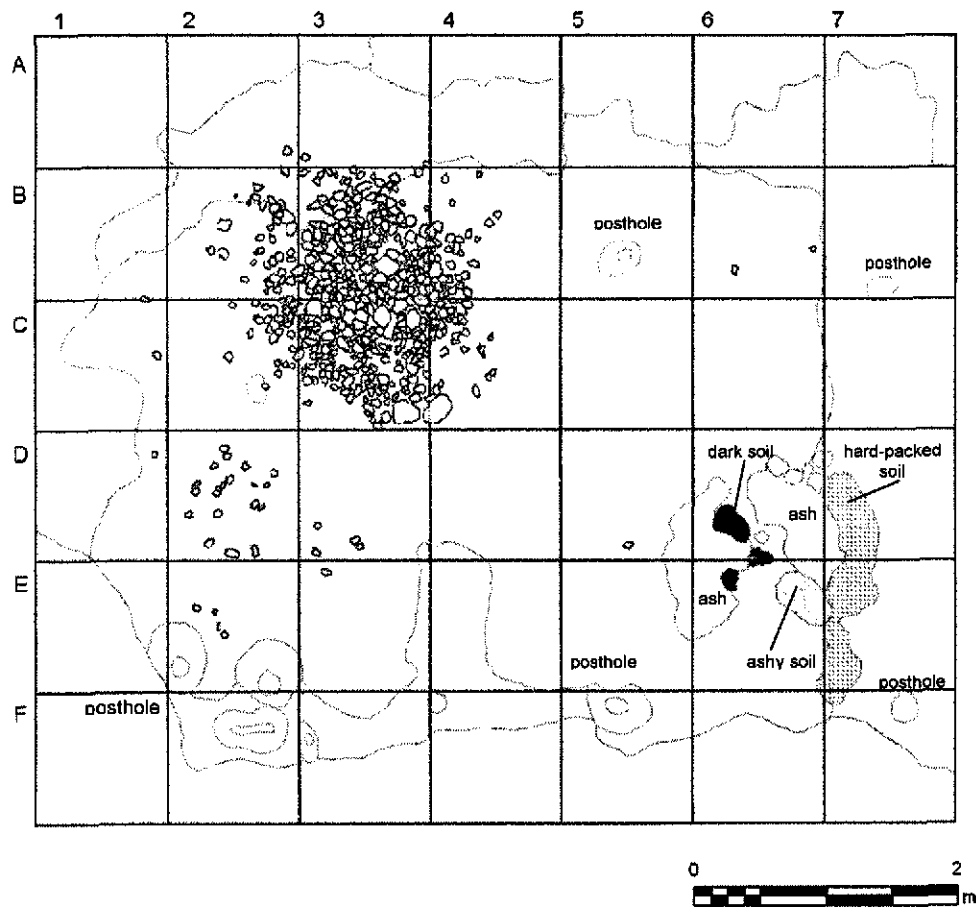 1 2 3 4 5 6 7
A
B
posthole
posthole
C
D
dark soil
hard-packed
soil
ash
E
ash
posthole
ashy soil
posthole
F
posthole
0 2
m